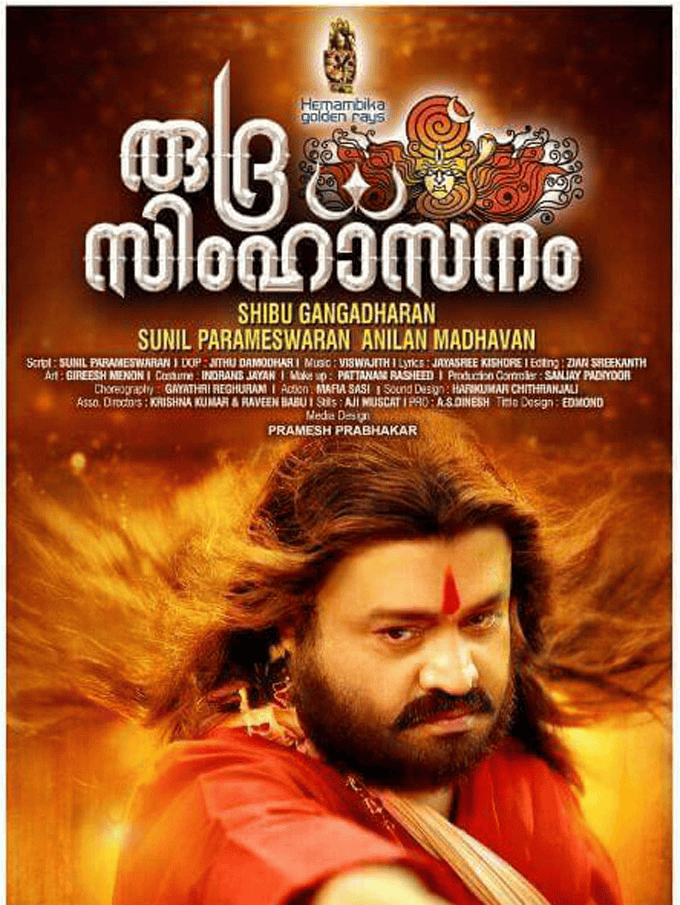 Hemambika
golden rays
രുദ്ര
സിംഹാസനം
SHIBU GANGADHARAN
SUNIL PARAMESWARAN ANILAN MADHAVAN
Script : SUNIL PARAMESWARAN I DOP : JITHU DAMODHAR I Music : VISWAJITH I Lyrics : JAYASREE KISHORE I Editing : ZIAN SREEKANTH
Art : GIREESH MENON I Costume : INDRANS JAYAN I Make up : PATTANAM RASHEED I Production Controller : SANJAY PADIYOOR
Choreography : GAYATHRI REGHURAM I Action : MAFIA SASI I Sound Design : HARIKUMAR CHITHRANJALI
Asso. Directors : KRISHNA KUMAR & RAVEEN BABU I Stills : AJI MUSCAT I PRO : A.S.DINESH Tittle Design : EDMOND
Media Design
PRAMESH PRABHAKAR